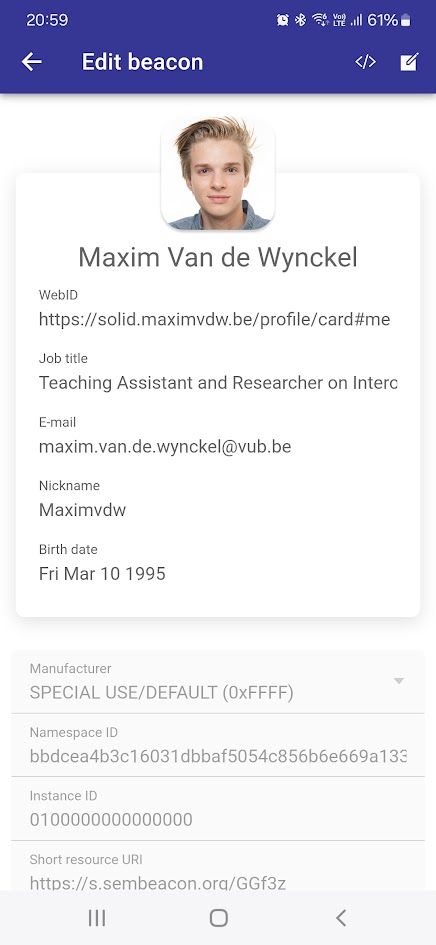 20:59
Vo)) 61%
LTE
Edit beacon
</>
Maxim Van de Wynckel
WebID
https://solid.maximvdw.be/profile/card#me
Job title
Teaching Assistant and Researcher on Interc
E-mail
maxim.van.de.wynckel@vub.be
Nickname
Maximvdw
Birth date
Fri Mar 10 1995
Manufacturer
SPECIAL USE/DEFAULT (0xFFFF)
Namespace ID
bbdcea4b3c16031dbbaf5054c856b6e669a133
Instance ID
0100000000000000
Short resource URI
https://s.sembeacon.org/GGf3z